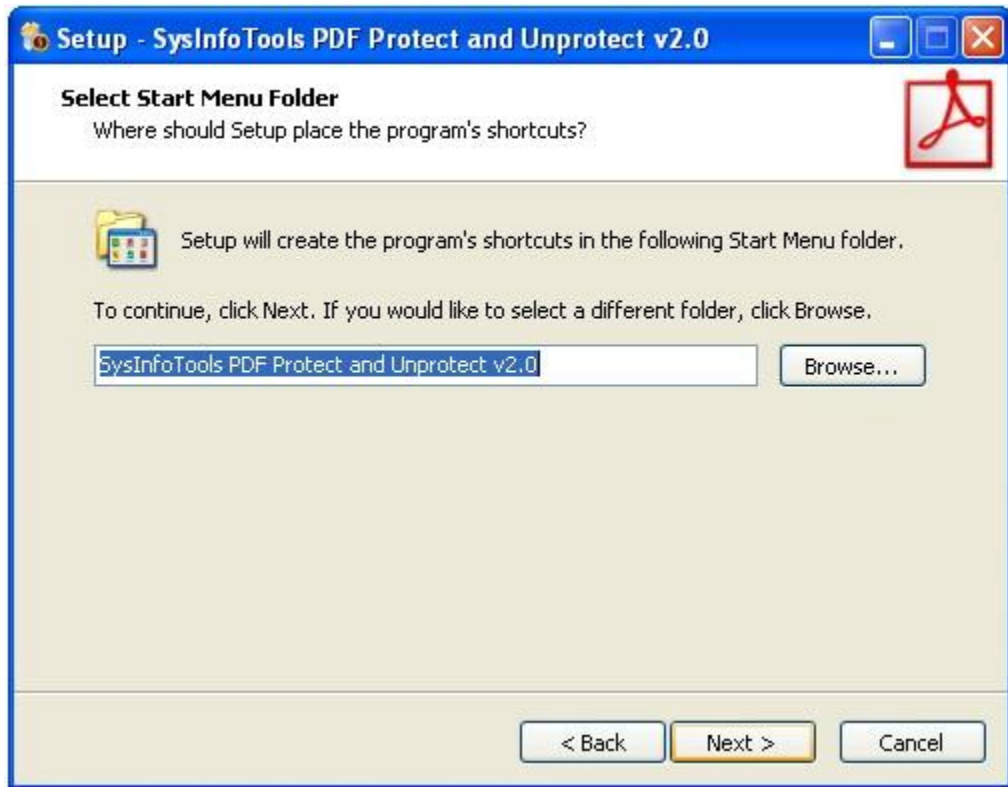 Setup - SysInfoTools PDF Protect and Unprotect v2.0
Select Start Menu Folder
Where should Setup place the program's shortcuts?
Setup will create the program's shortcuts in the following Start Menu folder.
To continue, click Next. If you would like to select a different folder, click Browse.
SysInfoTools PDF Protect and Unprotect v2.0
Browse...
< Back
Next >
Cancel